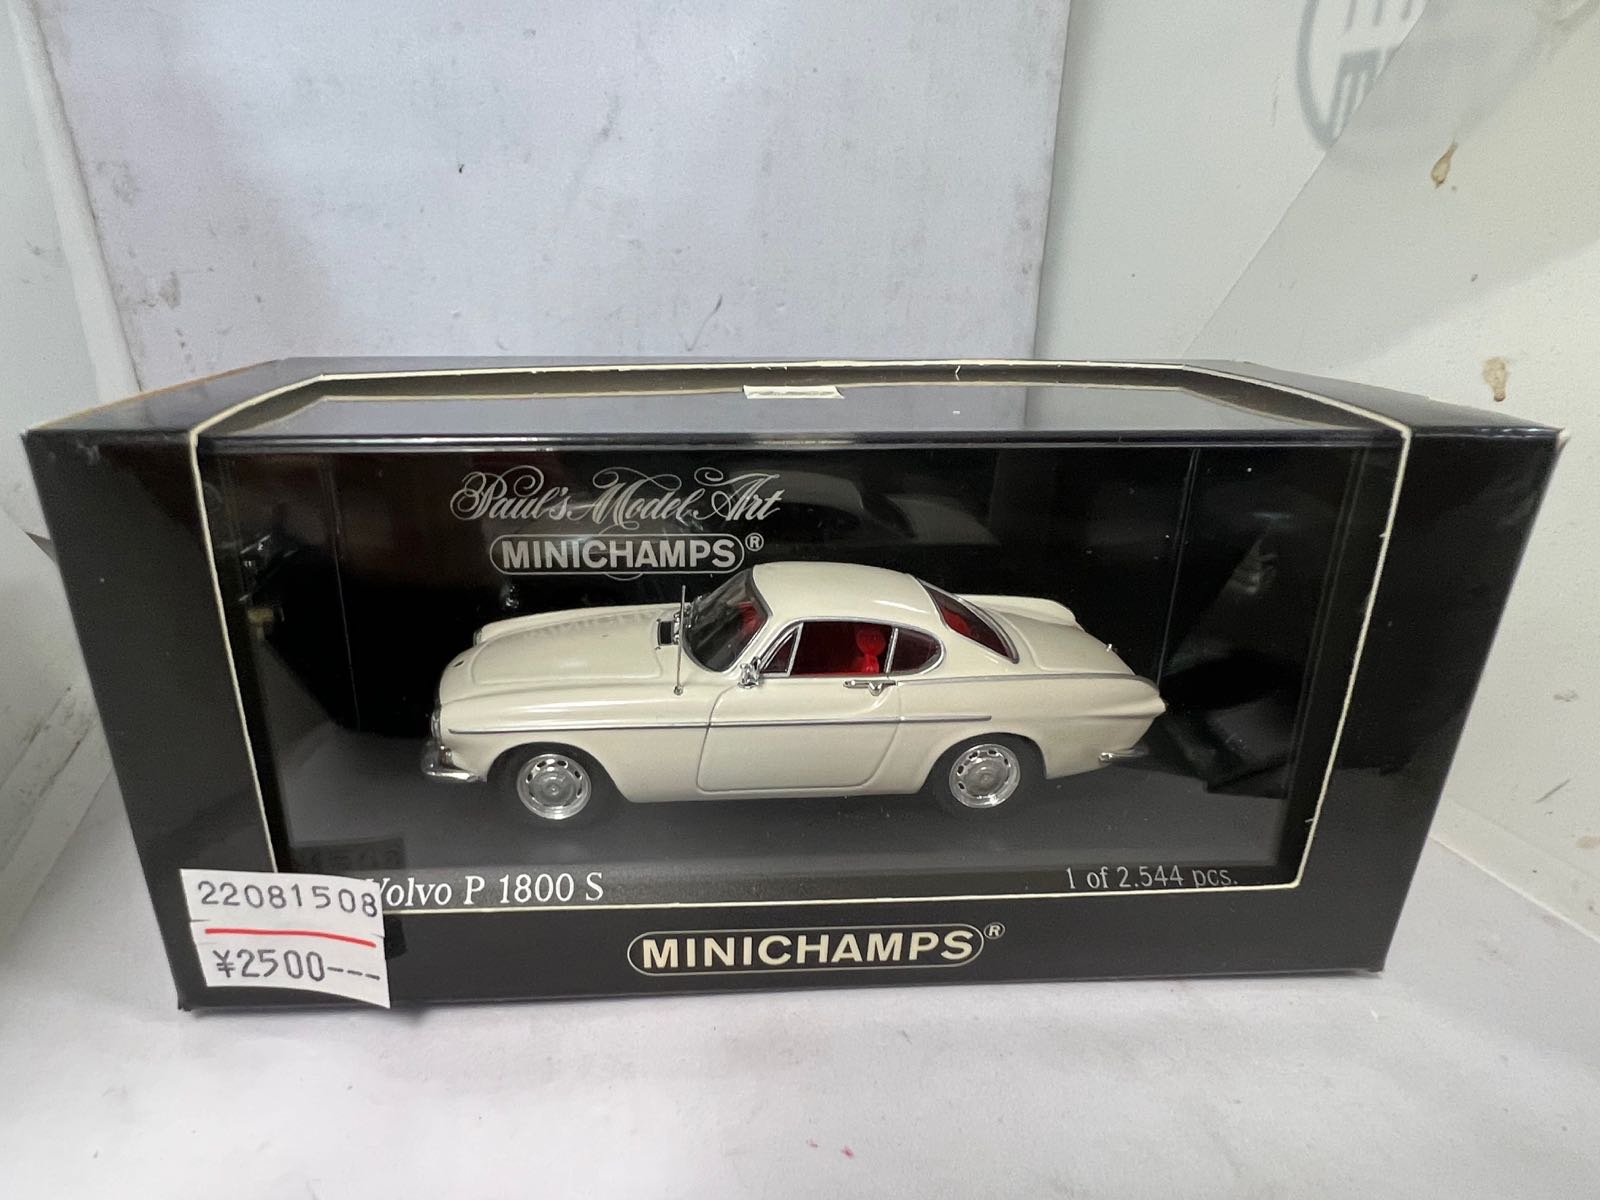 Paul's Model Art
MINICHAMPS®
Volvo P 1800 S
1 of 2.544 pcs.
22081508
¥2500---
MINICHAMPS®